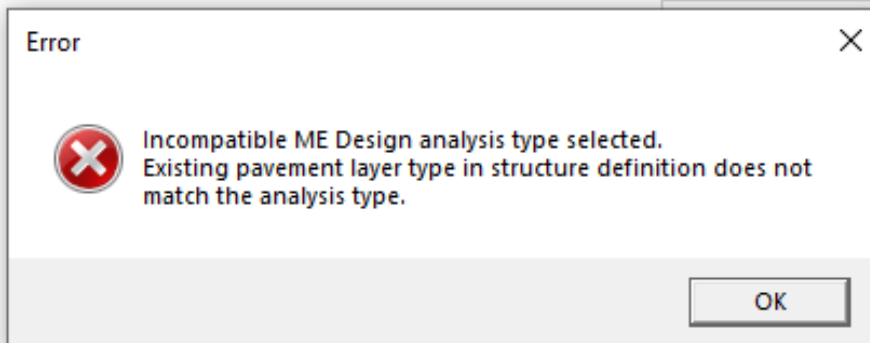 Error
Incompatible ME Design analysis type selected.
Existing pavement layer type in structure definition does not
match the analysis type.
OK